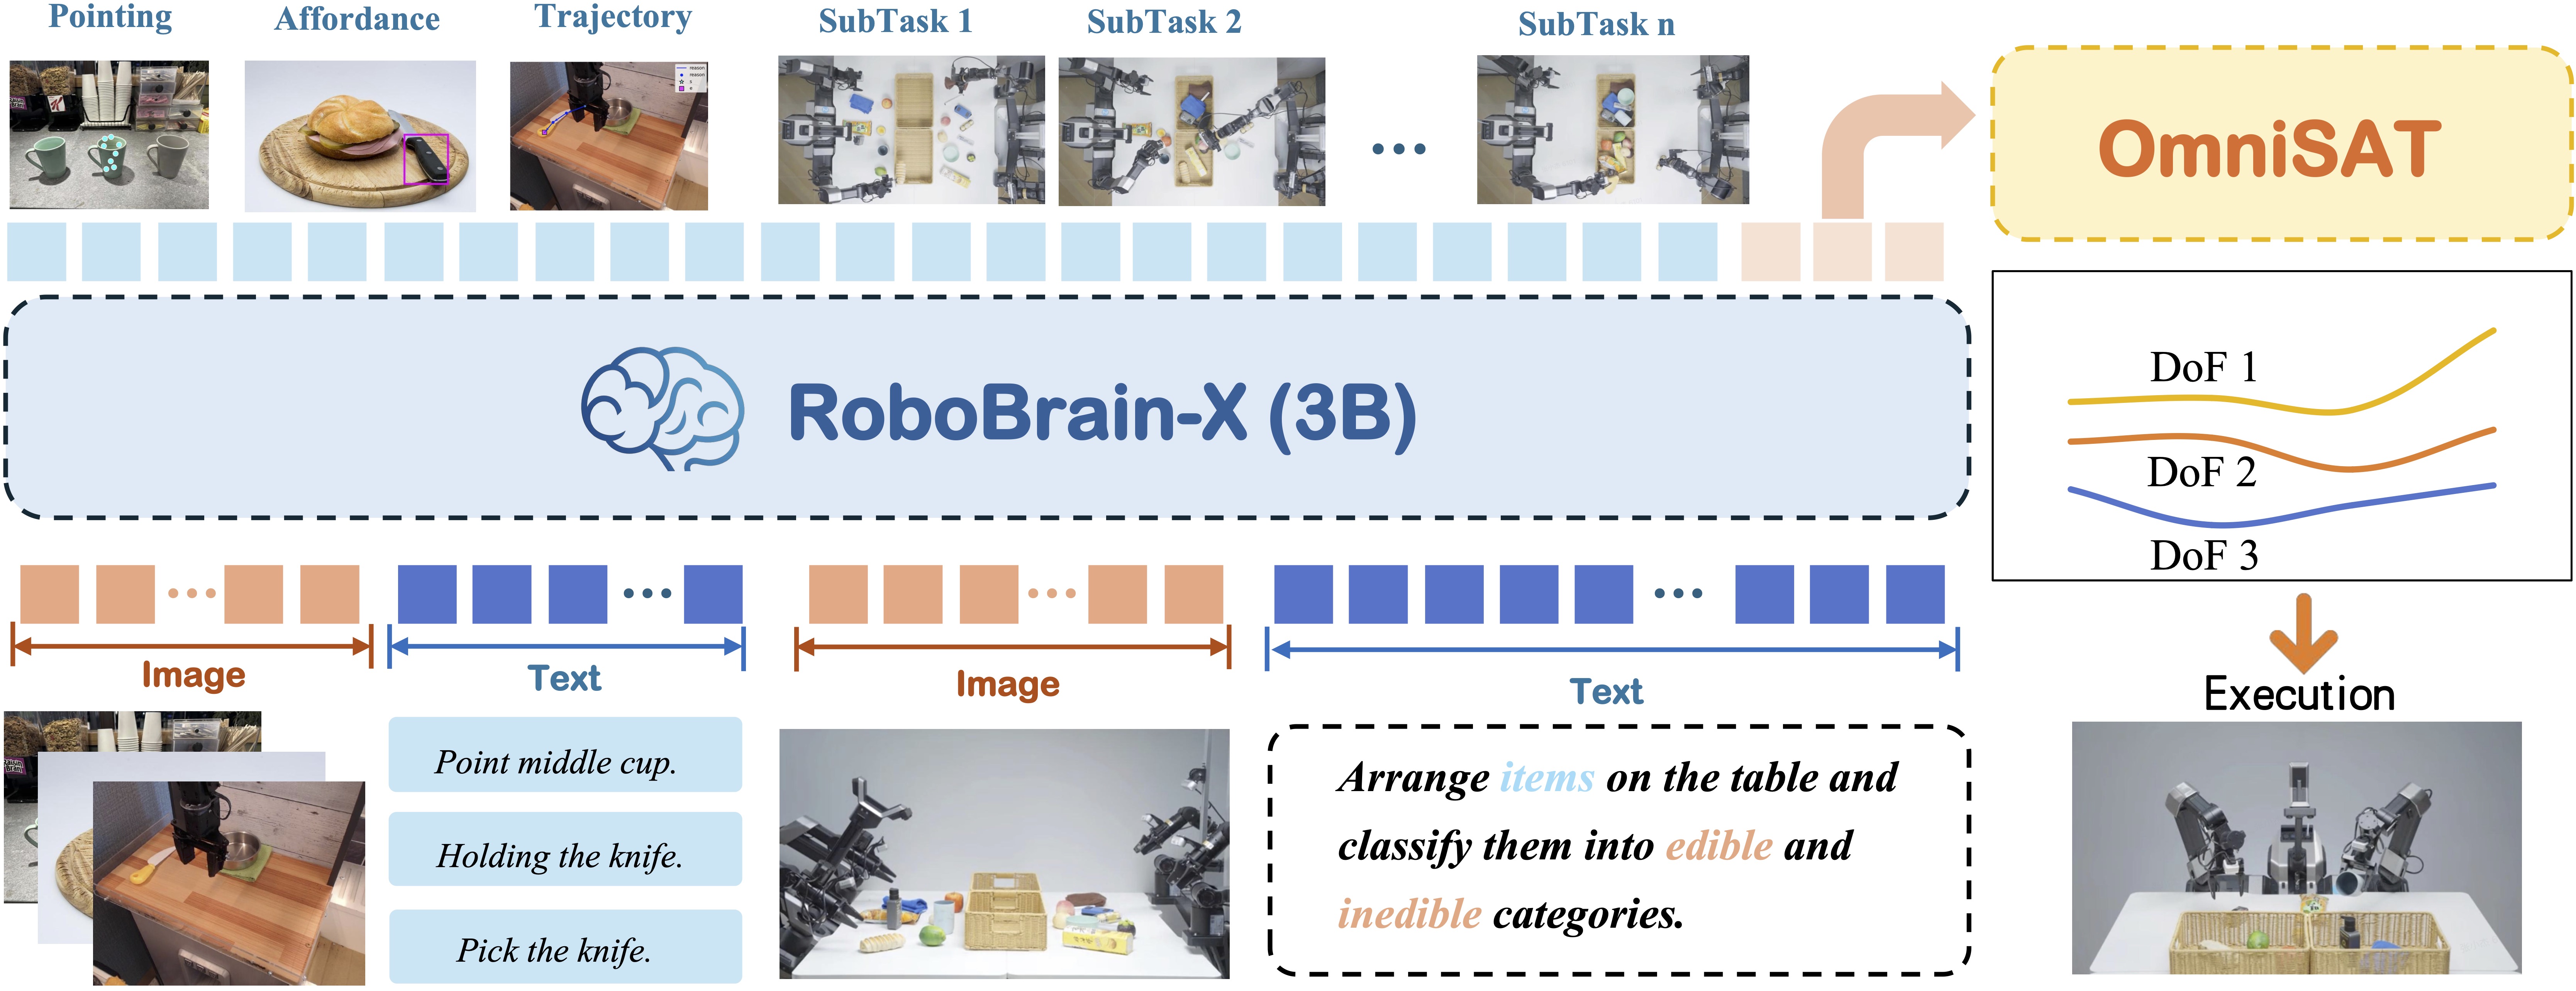 Pointing
Affordance
Trajectory
SubTask 1
SubTask 2
SubTask n
reason
reason
OmniSAT
RoboBrain-X (3B)
DoF 1
DoF 2
DoF 3
Image
Text
Image
Text
Execution
Point middle cup.
Holding the knife.
Pick the knife.
Arrange items on the table and
classify them into edible and
inedible categories.